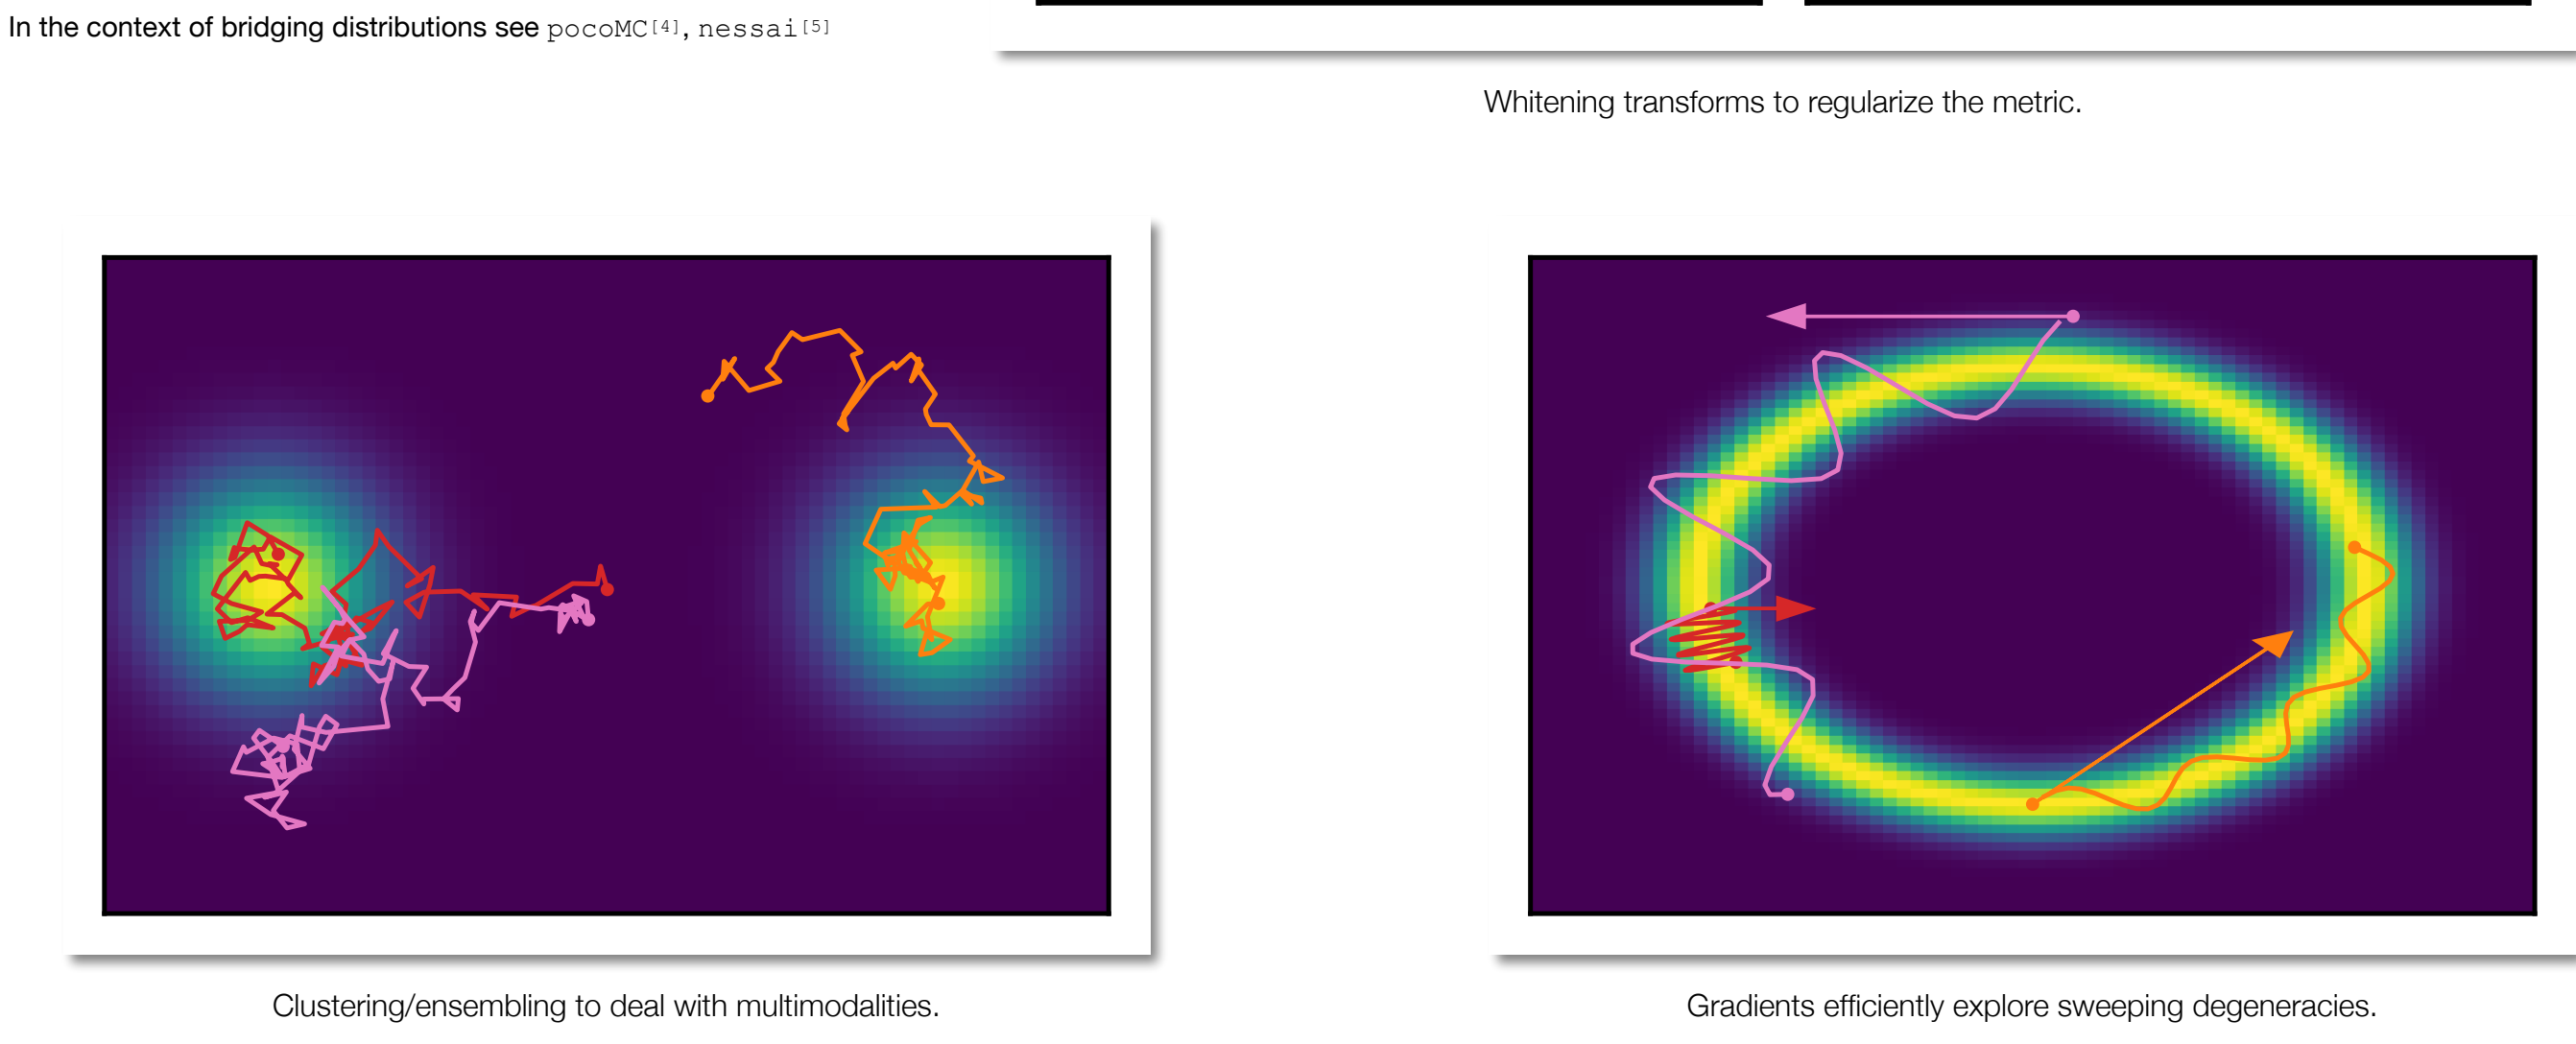 In the context of bridging distributions see pocoMC[4], nessai[5]
Whitening transforms to regularize the metric.
Clustering/ensembling to deal with multimodalities.
Gradients efficiently explore sweeping degeneracies.